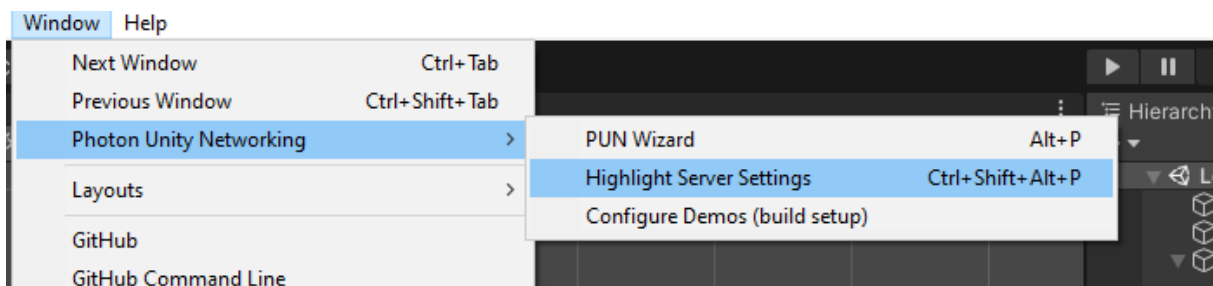 Window Help
Next Window Ctrl+Tab
Previous Window Ctrl+Shift+Tab
Hierarch
Photon Unity Networking >
PUN Wizard Alt+P
Highlight Server Settings Ctrl+Shift+Alt+P
Configure Demos (build setup)
Layouts >
GitHub
GitHub Command Line